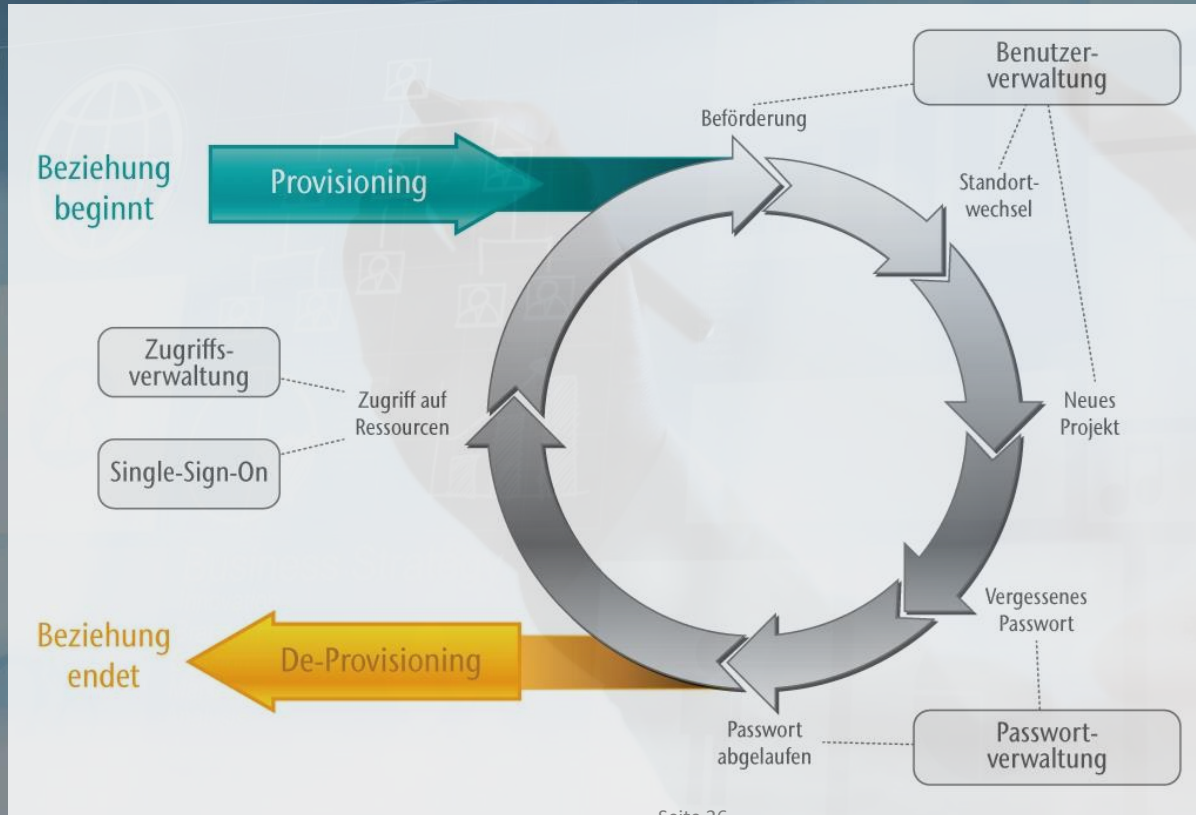 Benutzer-
verwaltung
Beförderung
Beziehung
beginnt
Provisioning
Standort-
wechsel
Zugriffs-
verwaltung
Zugriff auf
Ressourcen
Single-Sign-On
Neues
Projekt
Vergessenes
Passwort
Beziehung
endet
De-Provisioning
Passwort
abgelaufen
Passwort-
verwaltung